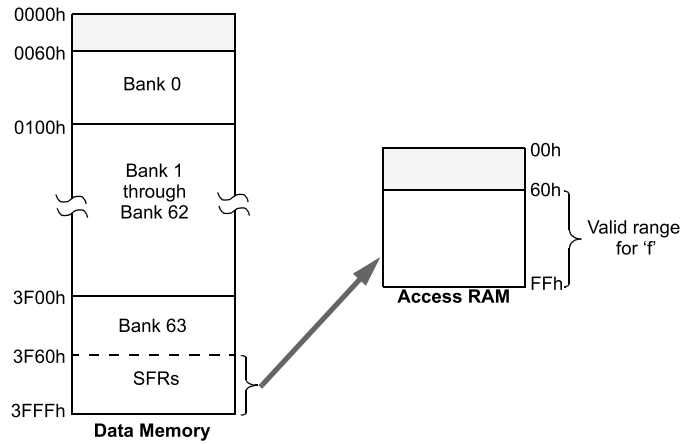 0000h
0060h
Bank 0
0100h
Bank 1
through
Bank 62
3F00h
Bank 63
3F60h
SFRs
3FFFh
Data Memory
00h
60h
Valid range
for ‘f’
FFh
Access RAM